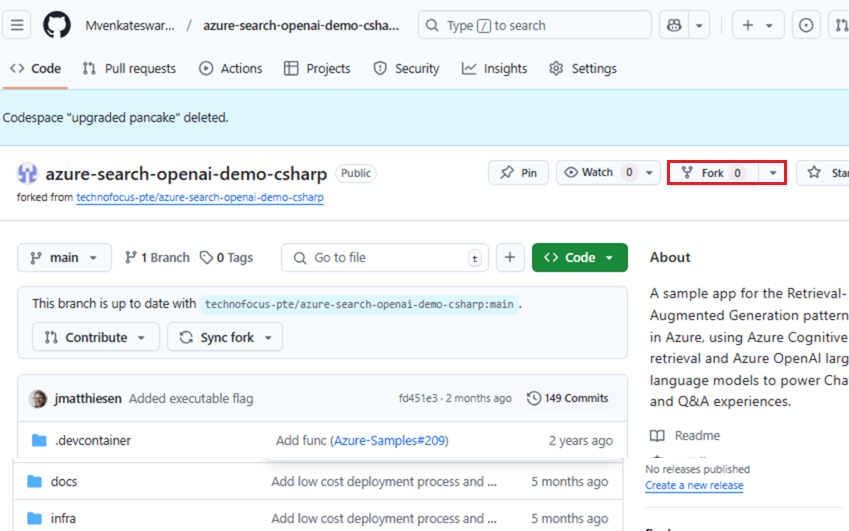 Mvenkateswar... / azure-search-openai-demo-csha... Type / to search
Code Pull requests Actions Projects Security Insights Settings
Codespace "upgraded pancake" deleted.
azure-search-openai-demo-csharp Public Pin Watch 0 Fork 0 Star
forked from technofocus-pte/azure-search-openai-demo-csharp
main 1 Branch 0 Tags Go to file t Code
This branch is up to date with technofocus-pte/azure-search-openai-demo-csharp:main .
Contribute Sync fork
jmatthiesen Added executable flag fd451e3 · 2 months ago 149 Commits
.devcontainer Add func (Azure-Samples#209) 2 years ago
docs Add low cost deployment process and ... 5 months ago
infra Add low cost deployment process and ... 5 months ago
About
A sample app for the Retrieval-
Augmented Generation pattern
in Azure, using Azure Cognitive
retrieval and Azure OpenAI larg
language models to power Cha
and Q&A experiences.
Readme
No releases published
Create a new release